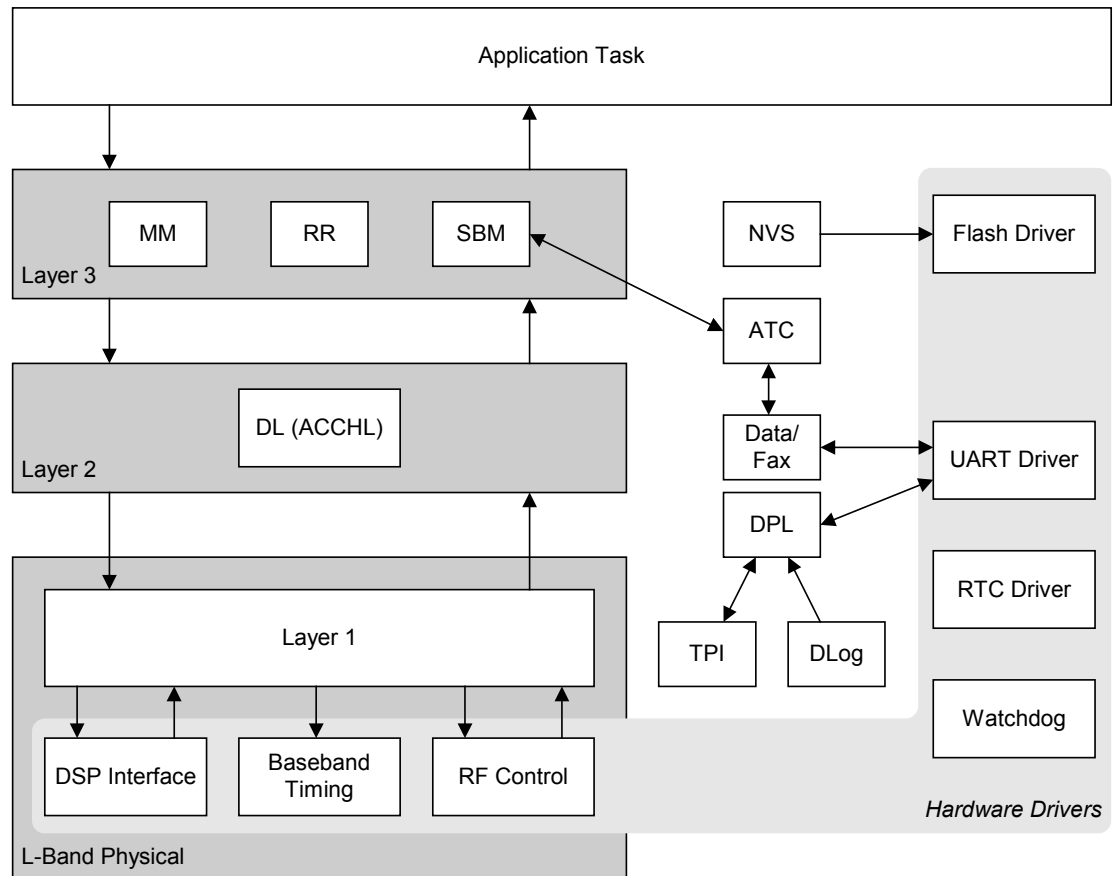 Application Task
MM
RR
SBM
Layer 3
NVS
Flash Driver
ATC
DL (ACCHL)
Layer 2
Data/
Fax
UART Driver
DPL
RTC Driver
Layer 1
TPI
DLog
Watchdog
DSP Interface
Baseband
Timing
RF Control
Hardware Drivers
L-Band Physical